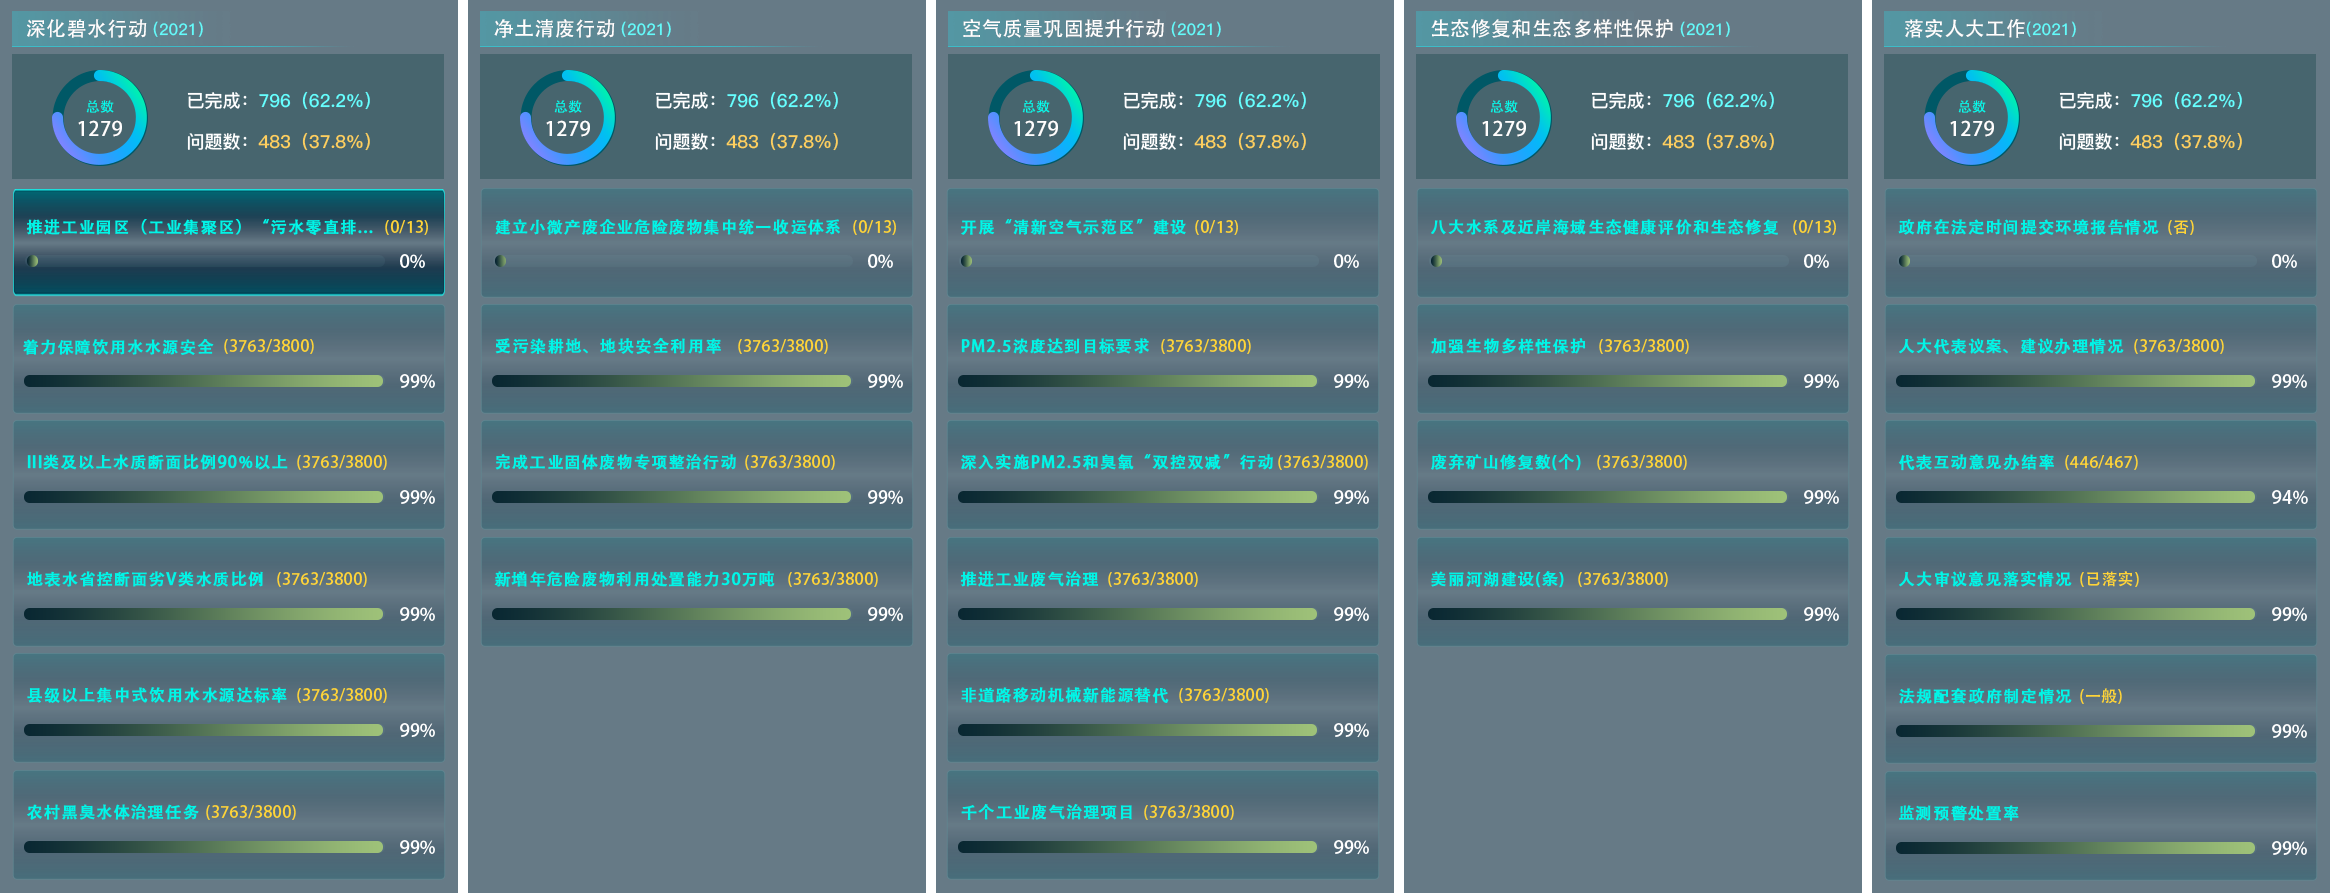 深化碧水行动 (2021)
总数
1279
已完成：796（62.2%）
问题数：483（37.8%）
推进工业园区（工业集聚区）“污水零直排... (0/13)
0%
着力保障饮用水水源安全 (3763/3800)
99%
III类及以上水质断面比例90%以上 (3763/3800)
99%
地表水省控断面劣V类水质比例 (3763/3800)
99%
县级以上集中式饮用水水源达标率 (3763/3800)
99%
农村黑臭水体治理任务 (3763/3800)
99%
净土清废行动 (2021)
总数
1279
已完成：796（62.2%）
问题数：483（37.8%）
建立小微产废企业危险废物集中统一收运体系 (0/13)
0%
受污染耕地、地块安全利用率 (3763/3800)
99%
完成工业固体废物专项整治行动 (3763/3800)
99%
新增年危险废物利用处置能力30万吨 (3763/3800)
99%
空气质量巩固提升行动 (2021)
总数
1279
已完成：796（62.2%）
问题数：483（37.8%）
开展“清新空气示范区”建设 (0/13)
0%
PM2.5浓度达到目标要求 (3763/3800)
99%
深入实施PM2.5和臭氧“双控双减”行动 (3763/3800)
99%
推进工业废气治理 (3763/3800)
99%
非道路移动机械新能源替代 (3763/3800)
99%
千个工业废气治理项目 (3763/3800)
99%
生态修复和生态多样性保护 (2021)
总数
1279
已完成：796（62.2%）
问题数：483（37.8%）
八大水系及近岸海域生态健康评价和生态修复 (0/13)
0%
加强生物多样性保护 (3763/3800)
99%
废弃矿山修复数(个) (3763/3800)
99%
美丽河湖建设(条) (3763/3800)
99%
落实人大工作(2021)
总数
1279
已完成：796（62.2%）
问题数：483（37.8%）
政府在法定时间提交环境报告情况 (否)
0%
人大代表议案、建议办理情况 (3763/3800)
99%
代表互动意见办结率 (446/467)
94%
人大审议意见落实情况 (已落实)
99%
法规配套政府制定情况 (一般)
99%
监测预警处置率
99%